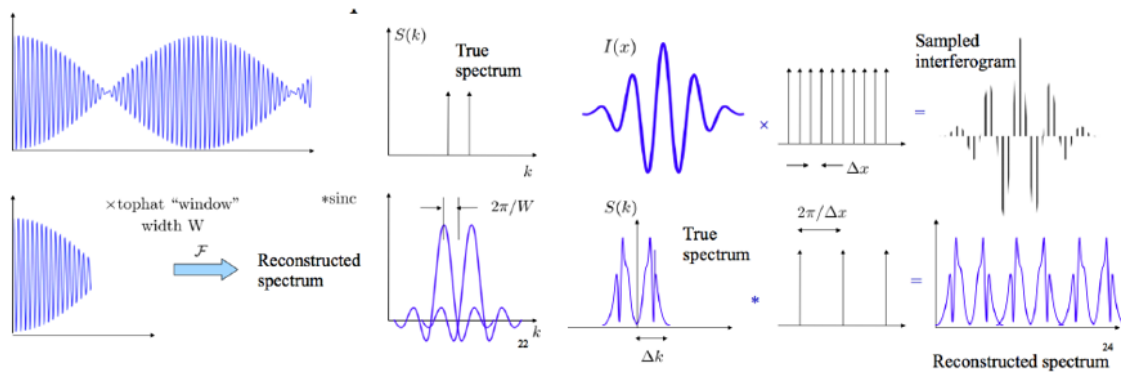 S(k)
True
spectrum
k
×tophat “window”
width W
F
Reconstructed
spectrum
*sinc
2π/W
k
22
I(x)
×
Δx
=
Sampled
interferogram
S(k)
True
spectrum
Δk
*
2π/Δx
=
24
Reconstructed spectrum